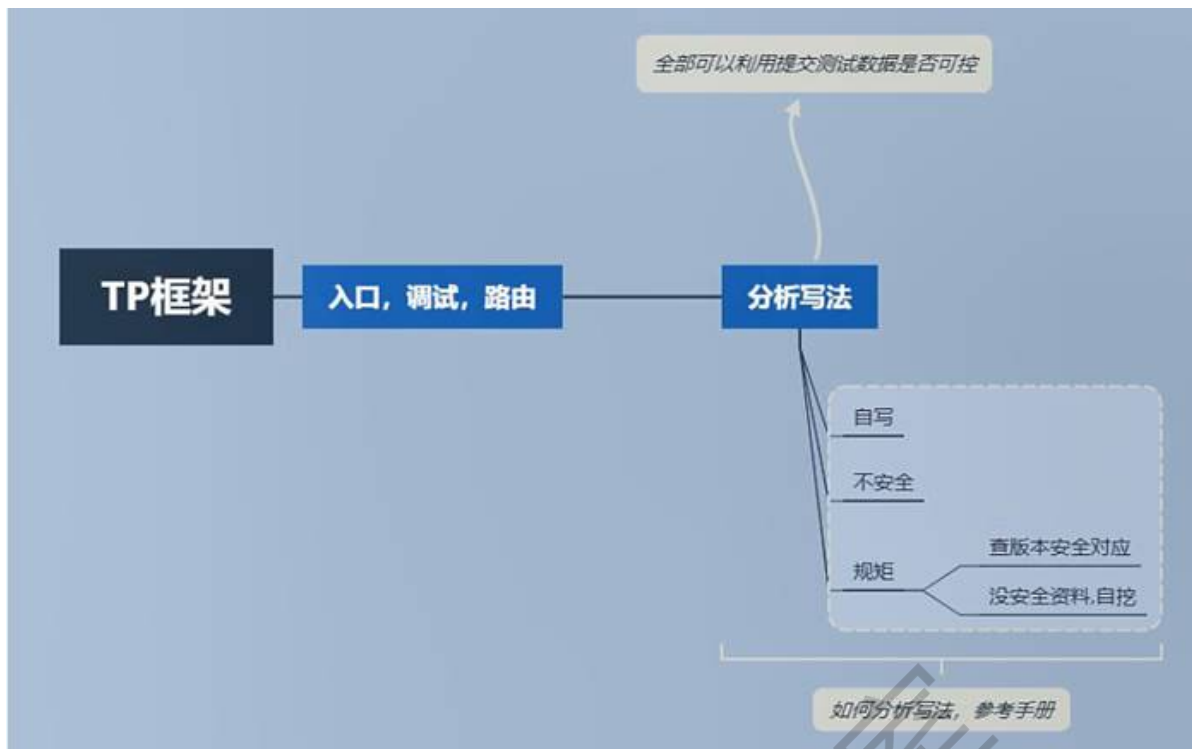 全部可以利用提交测试数据是否可控
TP框架
入口，调试，路由
分析写法
自写
不安全
规矩
查版本安全对应
没安全资料,自挖
如何分析写法，参考手册